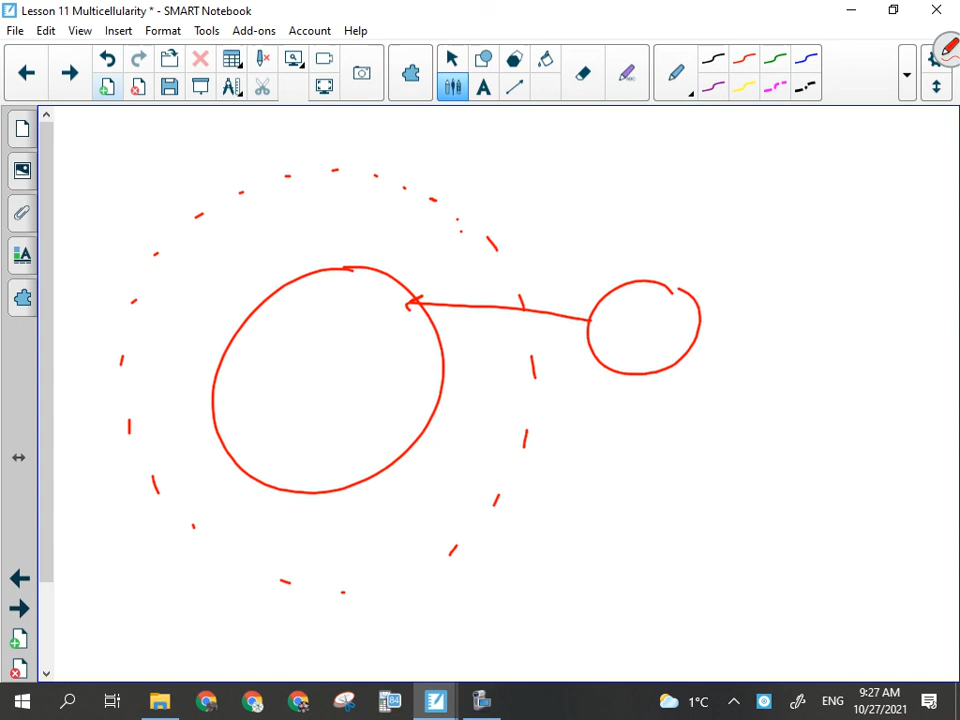 Lesson 11 Multicellularity * - SMART Notebook
File Edit View Insert Format Tools Add-ons Account Help
1°C
ENG
9:27 AM
10/27/2021